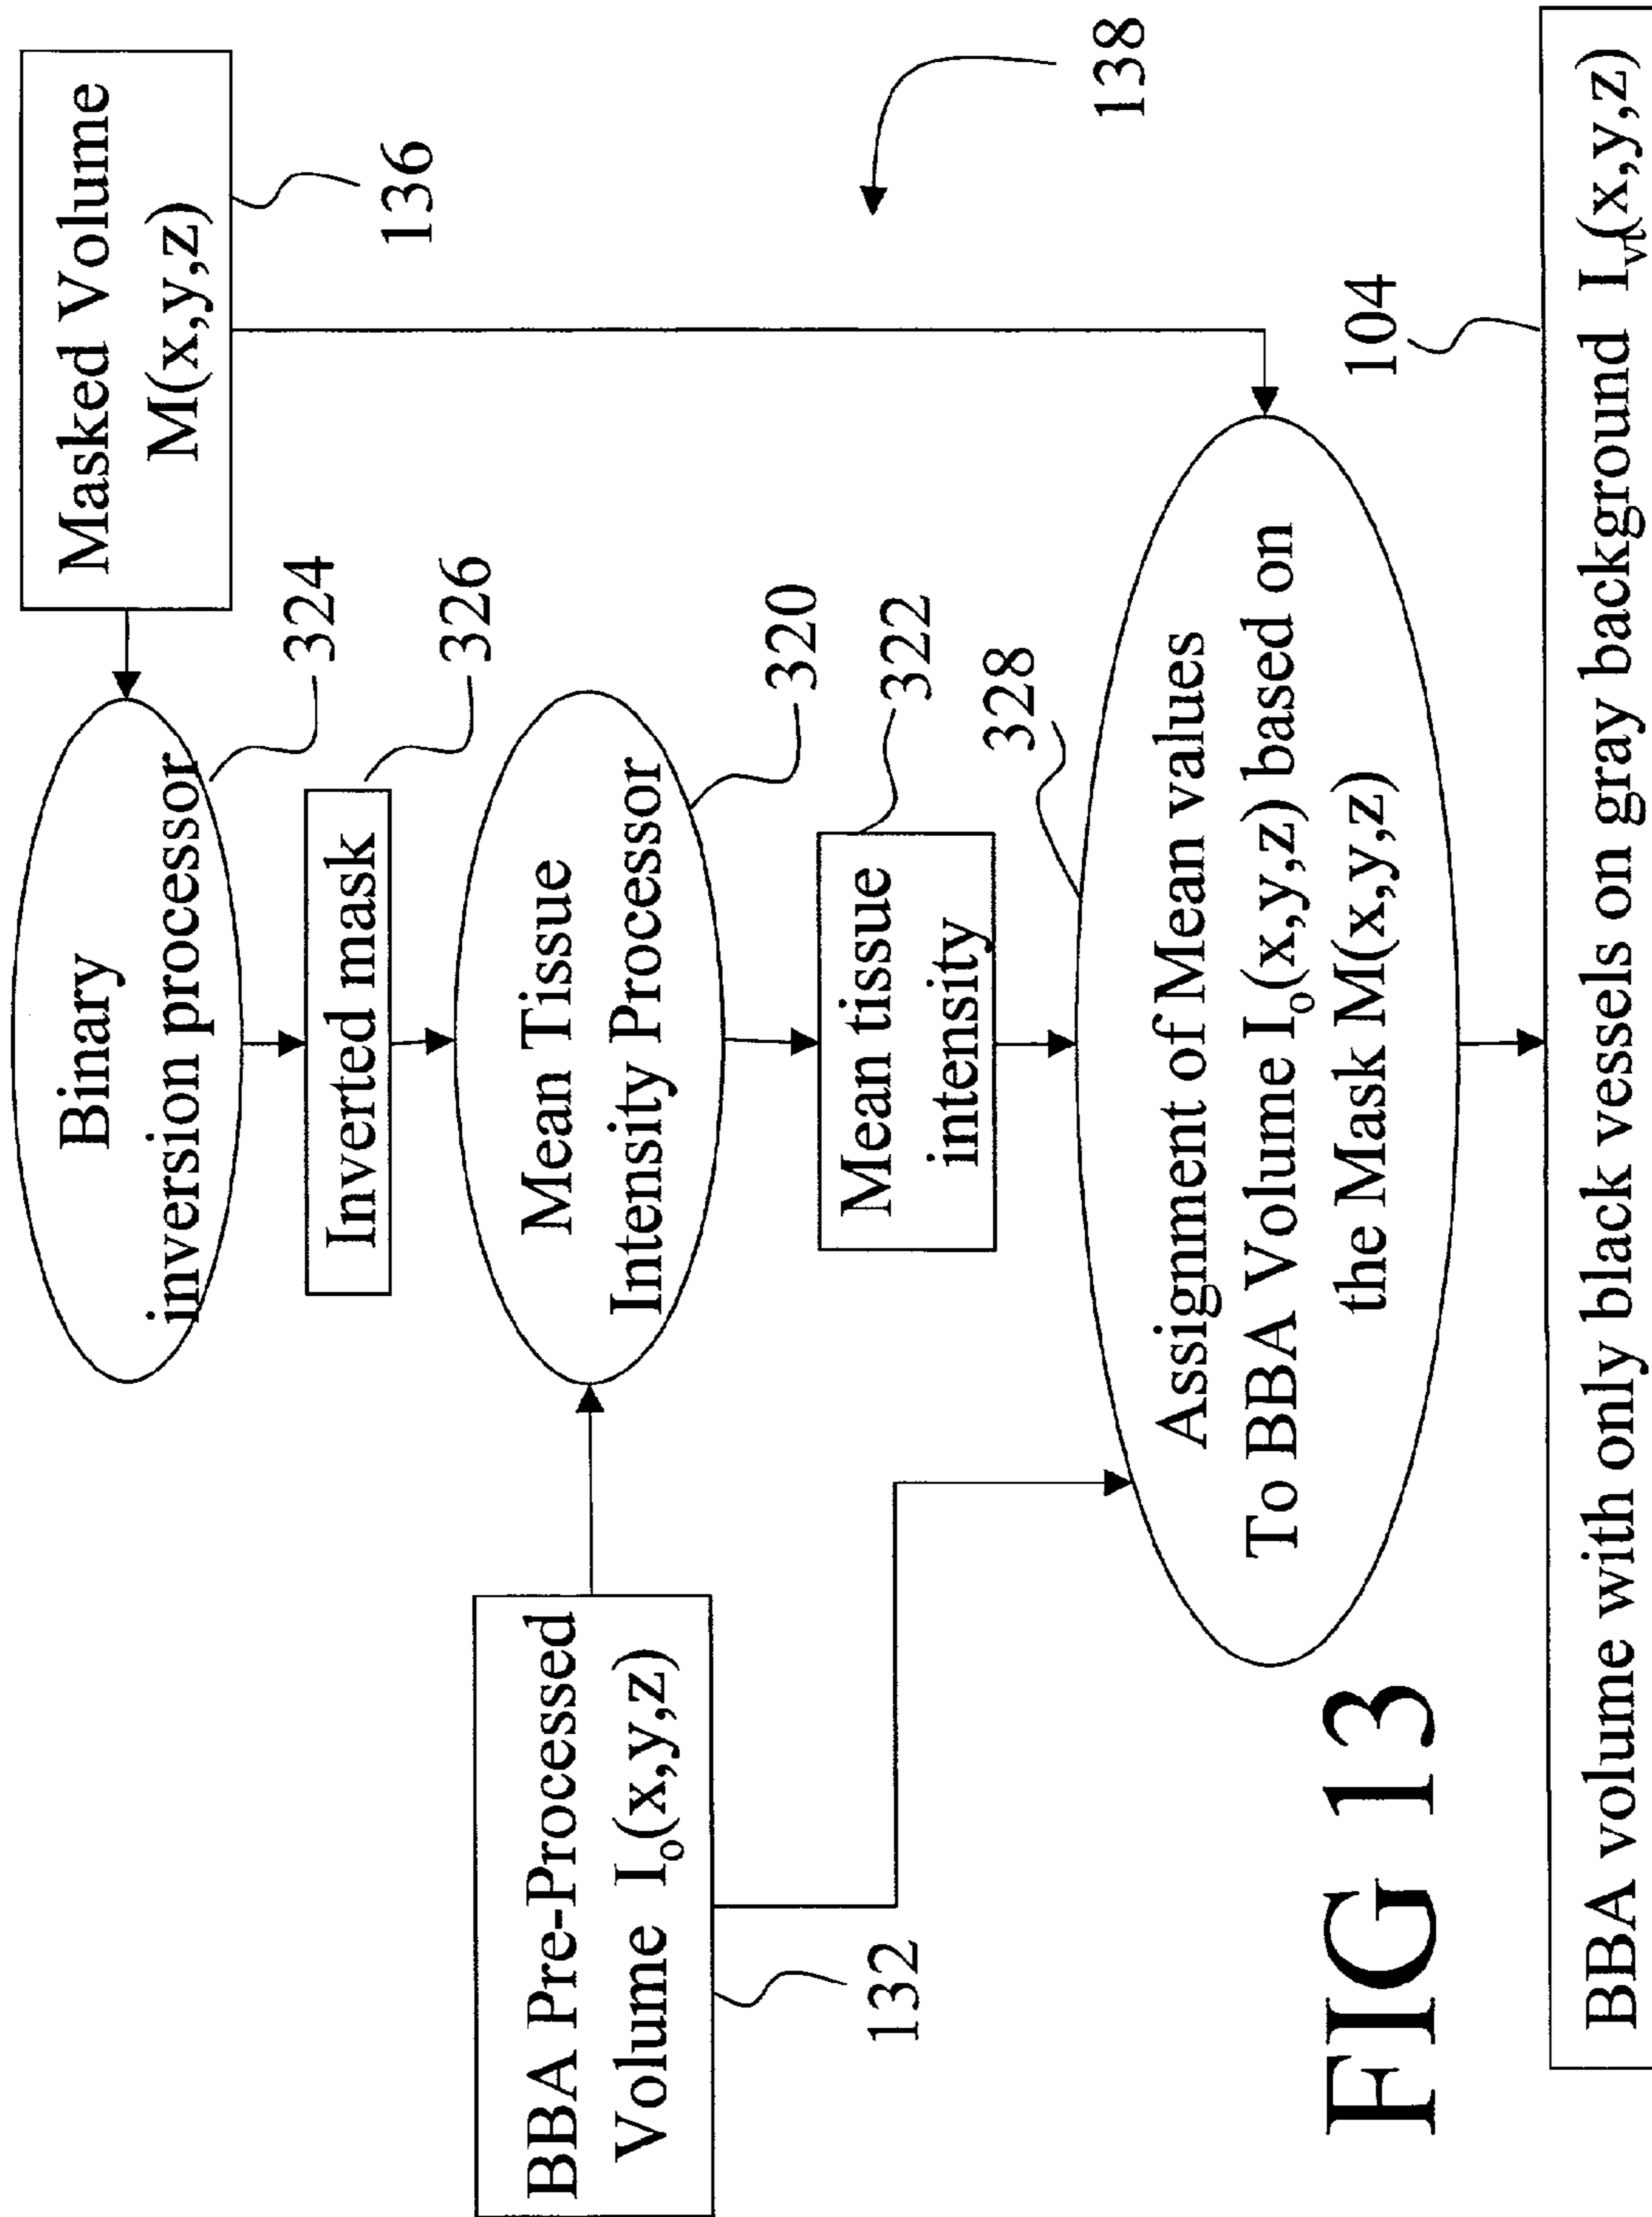 Masked Volume
M(x,y,z)
136
Binary
inversion processor
324
Inverted mask
326
BBA Pre-Processed
Volume Io(x,y,z)
132
Mean Tissue
Intensity Processor
320
Mean tissue
intensity
322
138
328
Assignment of Mean values
To BBA Volume Io(x,y,z) based on
the Mask M(x,y,z)
104
FIG 13
BBA volume with only black vessels on gray background Ivt(x,y,z)